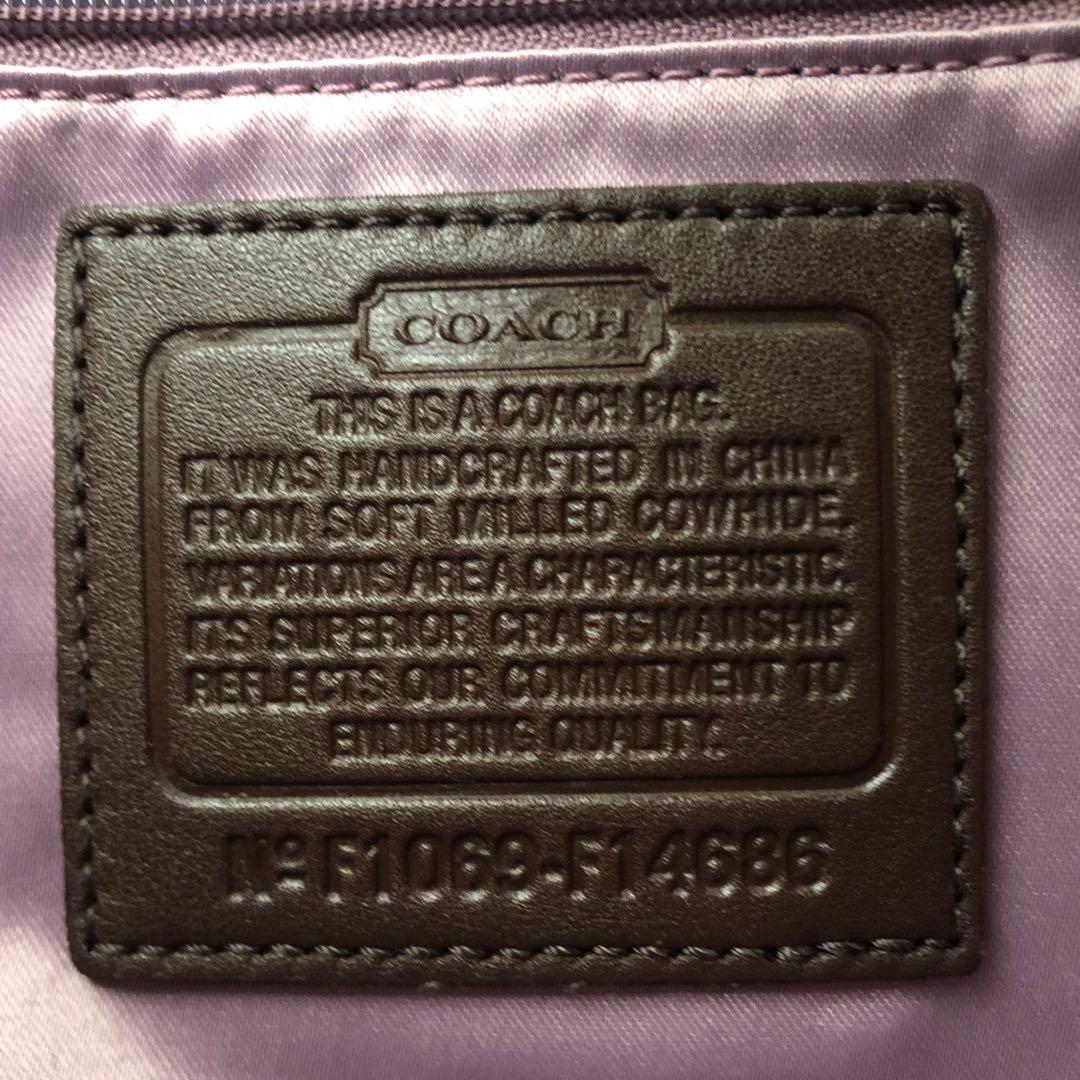 COACH
THIS IS A COACH BAG.
IT WAS HANDCRAFTED IN CHINA
FROM SOFT MILLED COWHIDE.
VARIATIONS ARE A CHARACTERISTIC.
ITS SUPERIOR CRAFTSMANSHIP
REFLECTS OUR COMMITMENT TO
ENDURING QUALITY.
Nº F1069-F14686